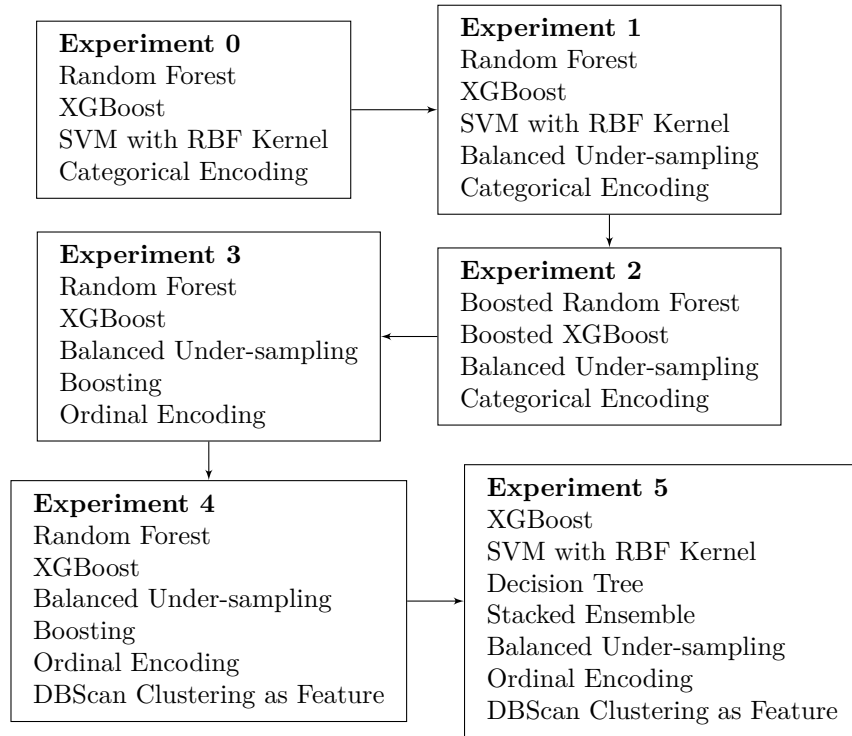 Experiment 0
Random Forest
XGBoost
SVM with RBF Kernel
Categorical Encoding
Experiment 1
Random Forest
XGBoost
SVM with RBF Kernel
Balanced Under-sampling
Categorical Encoding
Experiment 2
Boosted Random Forest
Boosted XGBoost
Balanced Under-sampling
Categorical Encoding
Experiment 3
Random Forest
XGBoost
Balanced Under-sampling
Boosting
Ordinal Encoding
Experiment 4
Random Forest
XGBoost
Balanced Under-sampling
Boosting
Ordinal Encoding
DBScan Clustering as Feature
Experiment 5
XGBoost
SVM with RBF Kernel
Decision Tree
Stacked Ensemble
Balanced Under-sampling
Ordinal Encoding
DBScan Clustering as Feature